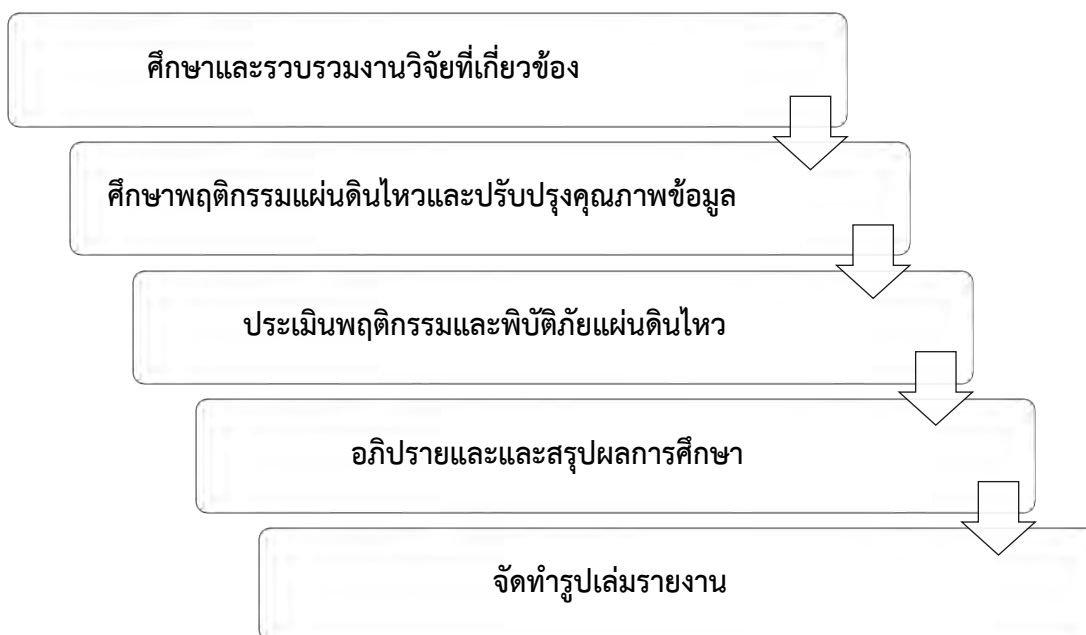 ศึกษาและรวบรวมงานวิจัยที่เกี่ยวข้อง
ศึกษาพฤติกรรมแผ่นดินไหวและปรับปรุงคุณภาพข้อมูล
ประเมินพฤติกรรมและพิบัติภัยแผ่นดินไหว
อภิปรายและและสรุปผลการศึกษา
จัดทำรูปเล่มรายงาน